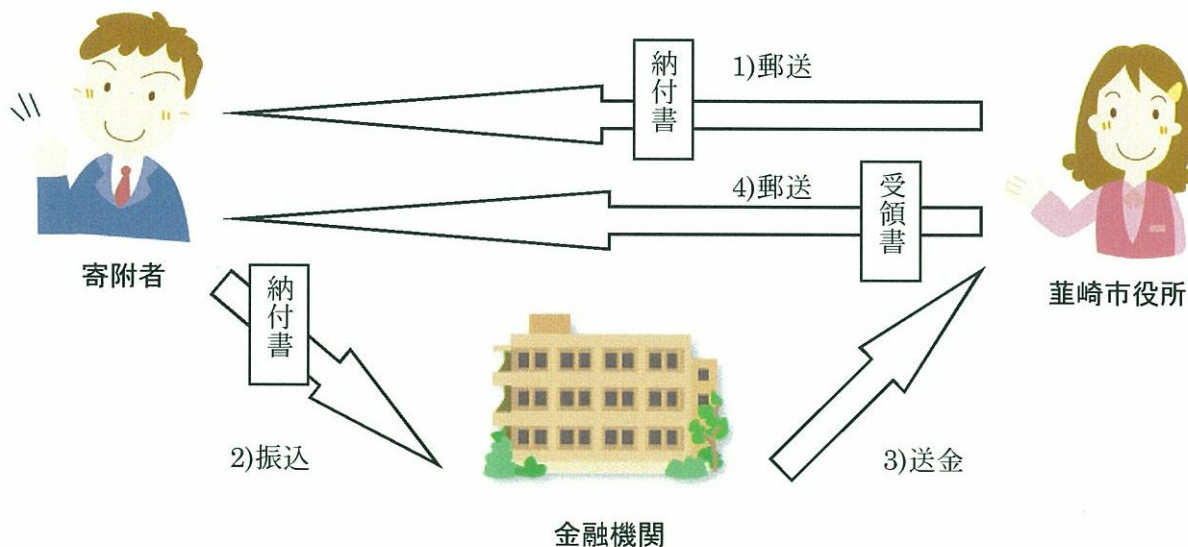 納付書
1)郵送
4)郵送
受領書
寄附者
韮崎市役所
納付書
2)振込
3)送金
金融機関